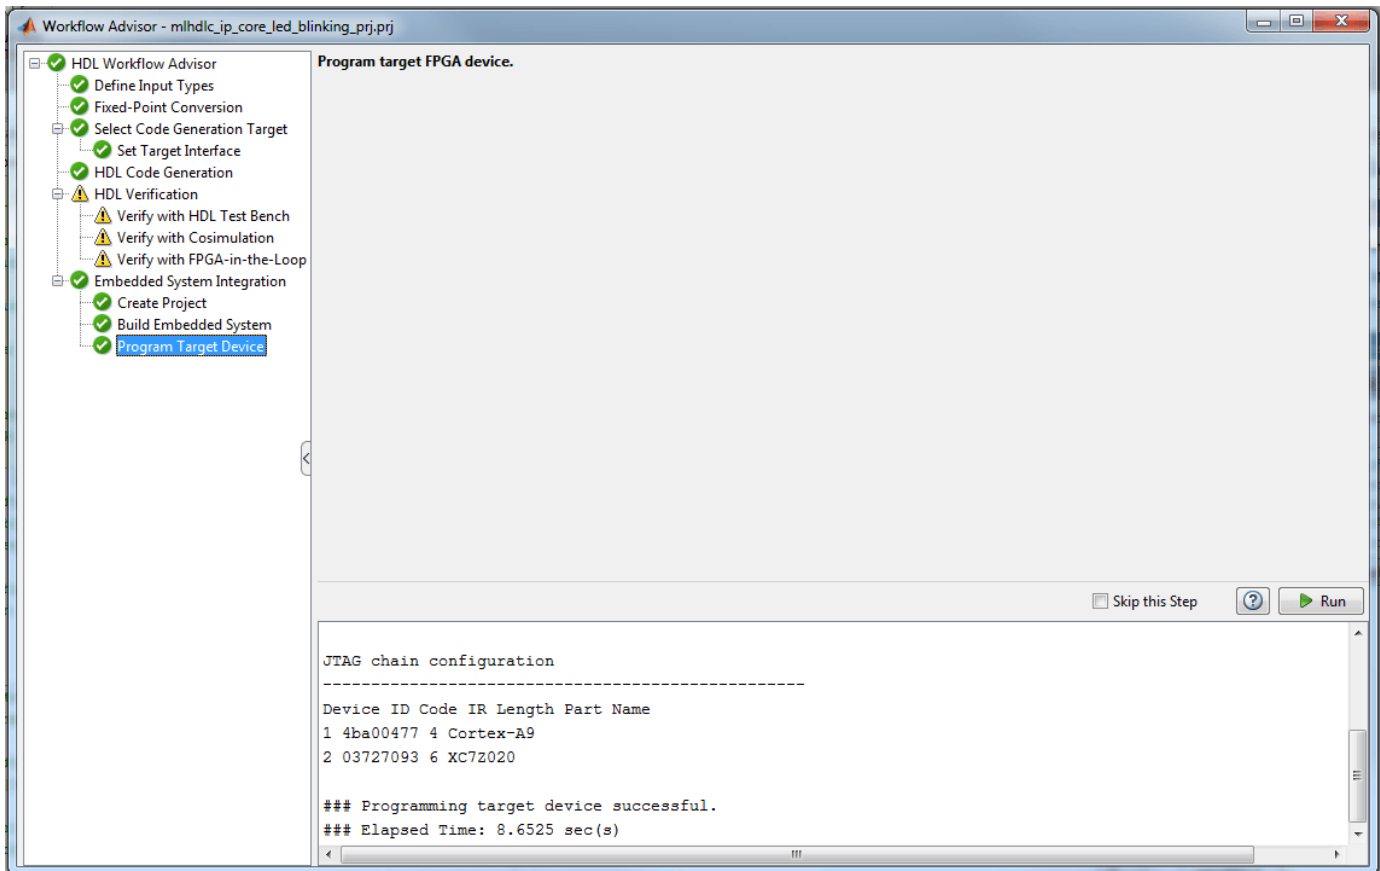 Workflow Advisor - mlhdlc_ip_core_led_blinking_prj.prj
HDL Workflow Advisor
Define Input Types
Fixed-Point Conversion
Select Code Generation Target
Set Target Interface
HDL Code Generation
HDL Verification
Verify with HDL Test Bench
Verify with Cosimulation
Verify with FPGA-in-the-Loop
Embedded System Integration
Create Project
Build Embedded System
Program Target Device
Program target FPGA device.
Skip this Step
Run
JTAG chain configuration
--------------------------------------------------
Device ID Code IR Length Part Name
1 4ba00477 4 Cortex-A9
2 03727093 6 XC7Z020
### Programming target device successful.
### Elapsed Time: 8.6525 sec(s)